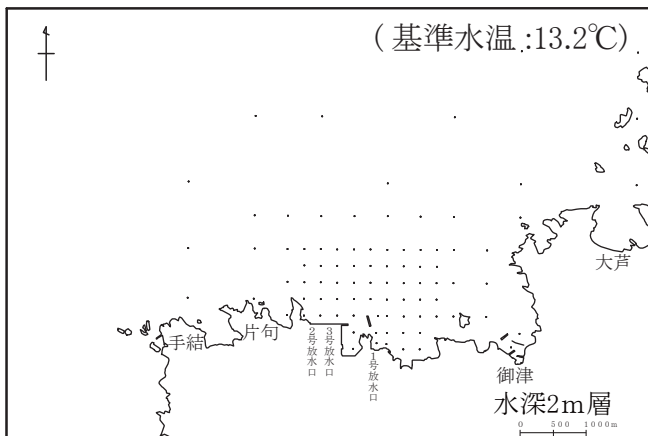 (基準水温:13.2℃)
大芦
手結
片句
2号放水口
3号放水口
1号放水口
御津
水深2m層
0 500 1000m